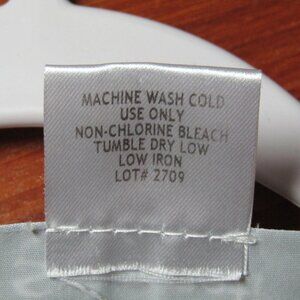 MACHINE WASH COLD
USE ONLY
NON-CHLORINE BLEACH
TUMBLE DRY LOW
LOW IRON
LOT# 2709